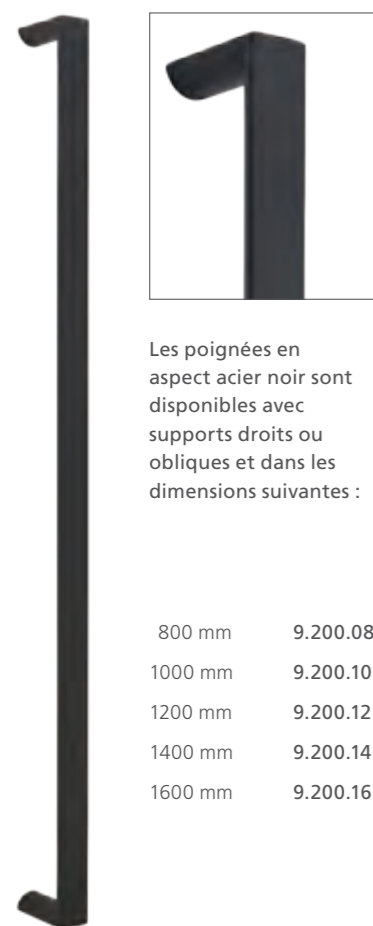 Les poignées en
aspect acier noir sont
disponibles avec
supports droits ou
obliques et dans les
dimensions suivantes :
800 mm 9.200.08
1000 mm 9.200.10
1200 mm 9.200.12
1400 mm 9.200.14
1600 mm 9.200.16